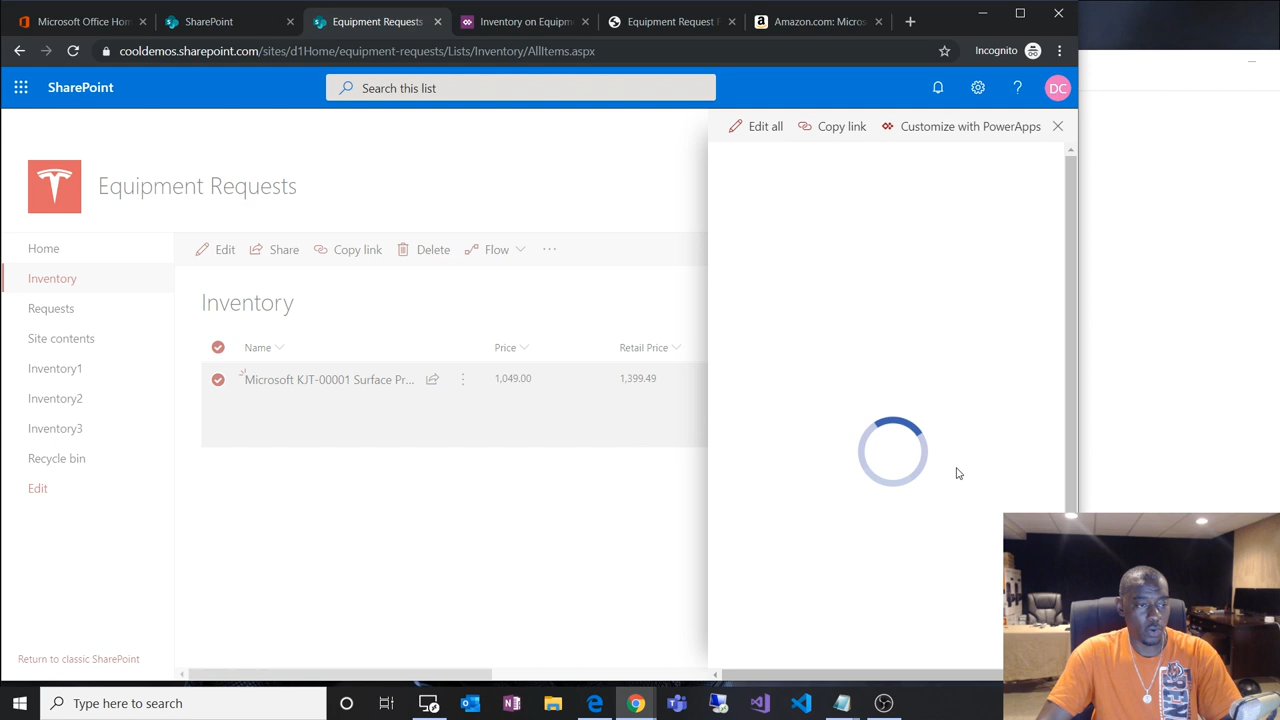 Microsoft Office Home
SharePoint
Equipment Requests
Inventory on Equipm
Equipment Request F
Amazon.com: Micros
cooldemos.sharepoint.com/sites/d1Home/equipment-requests/Lists/Inventory/AllItems.aspx
Incognito
SharePoint
Search this list
DC
Edit all
Copy link
Customize with PowerApps
Equipment Requests
Home
Edit
Share
Copy link
Delete
Flow
Inventory
Requests
Site contents
Inventory1
Inventory2
Inventory3
Recycle bin
Edit
Inventory
Name
Price
Retail Price
Microsoft KJT-00001 Surface Pr...
1,049.00
1,399.49
Return to classic SharePoint
Type here to search